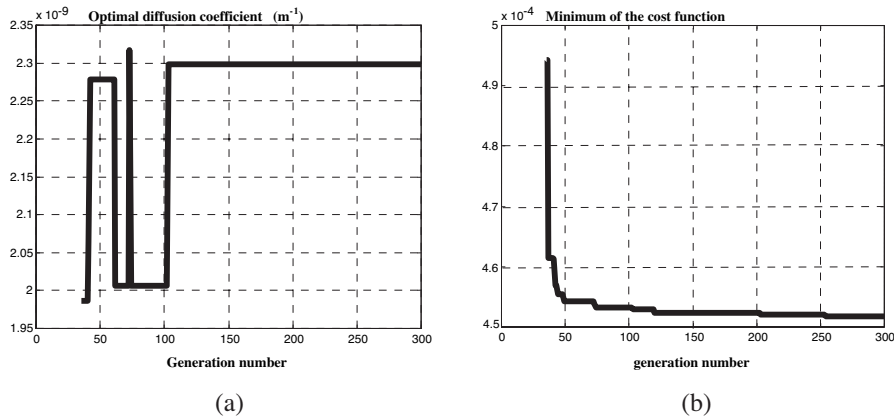 x 10-9 Optimal diffusion coefficient (m-1)
2.35
2.3
2.25
2.2
2.15
2.1
2.05
2
1.95
0 50 100 150 200 250 300
Generation number
(a)
x 10-4 Minimum of the cost function
5
4.9
4.8
4.7
4.6
4.5
0 50 100 150 200 250 300
generation number
(b)